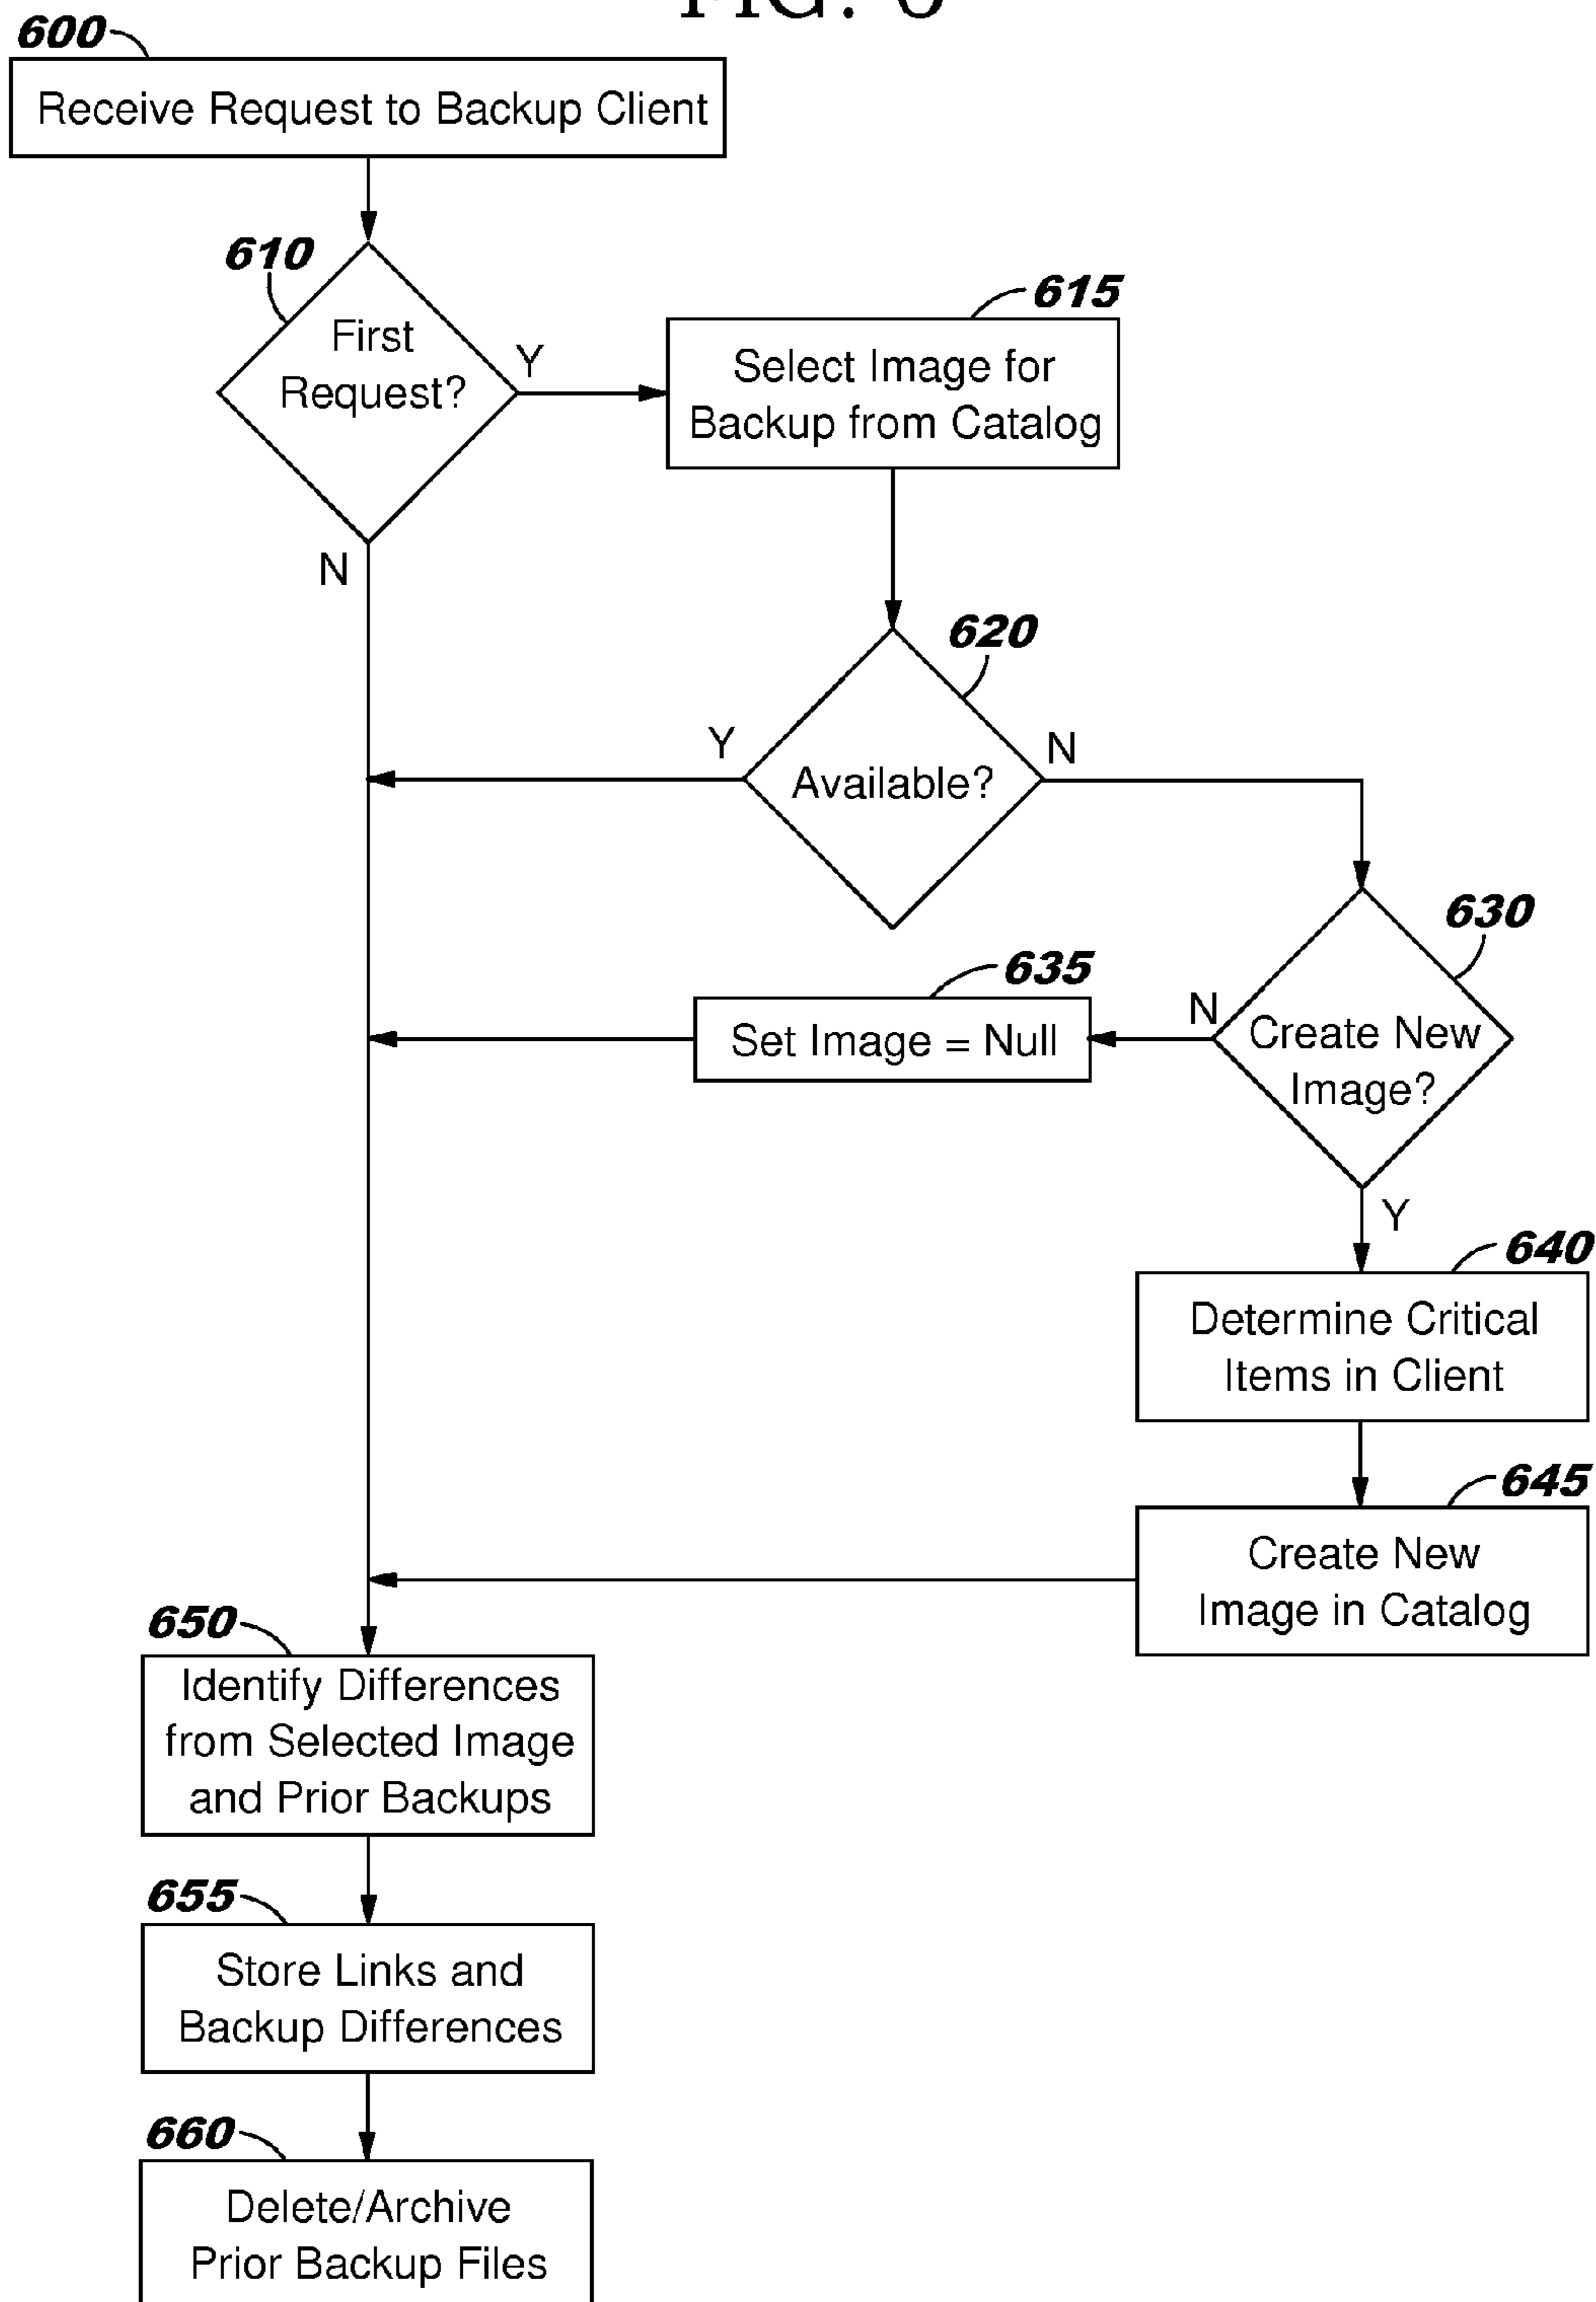 FIG. 6
600
Receive Request to Backup Client
610
First
Request?
Y
N
615
Select Image for
Backup from Catalog
620
Available?
Y
N
630
Create New
Image?
N
Y
635
Set Image = Null
640
Determine Critical
Items in Client
645
Create New
Image in Catalog
650
Identify Differences
from Selected Image
and Prior Backups
655
Store Links and
Backup Differences
660
Delete/Archive
Prior Backup Files